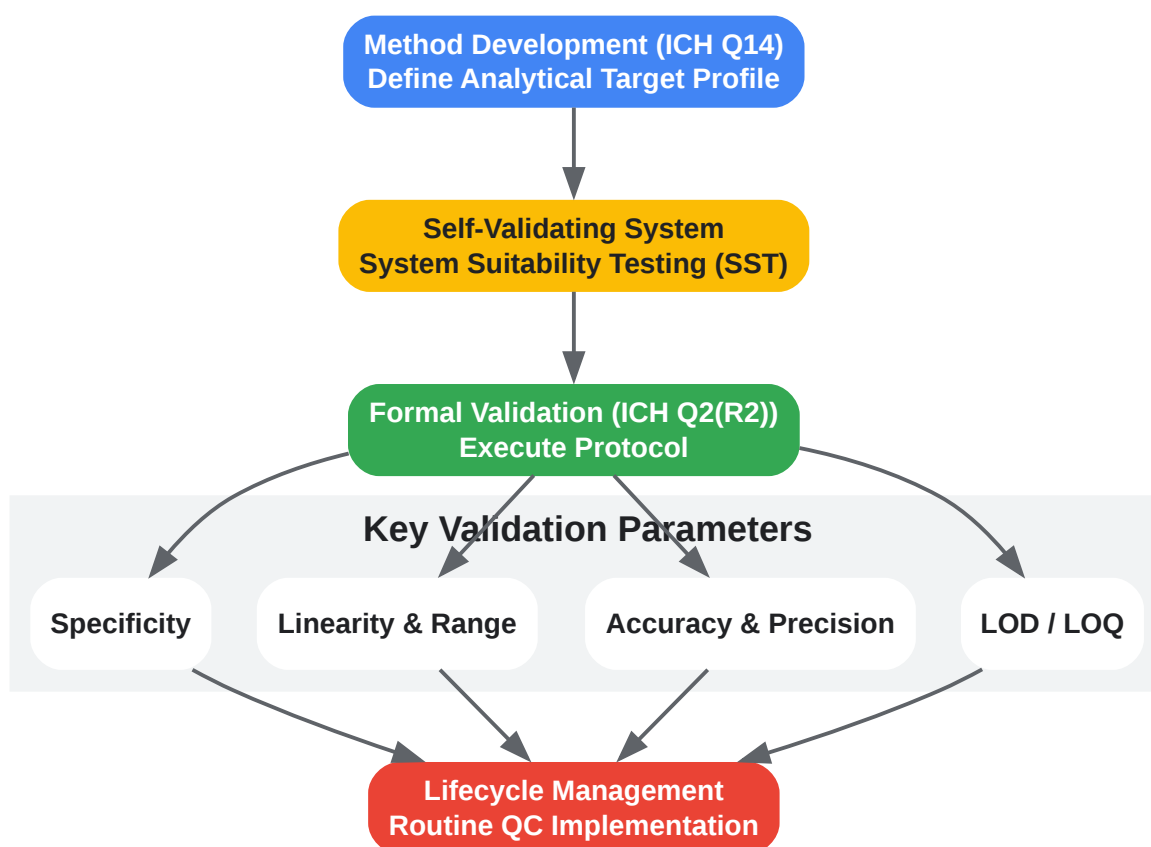 Method Development (ICH Q14)
Define Analytical Target Profile
Self-Validating System
System Suitability Testing (SST)
Formal Validation (ICH Q2(R2))
Execute Protocol
Key Validation Parameters
Specificity
Linearity & Range
Accuracy & Precision
LOD / LOQ
Lifecycle Management
Routine QC Implementation